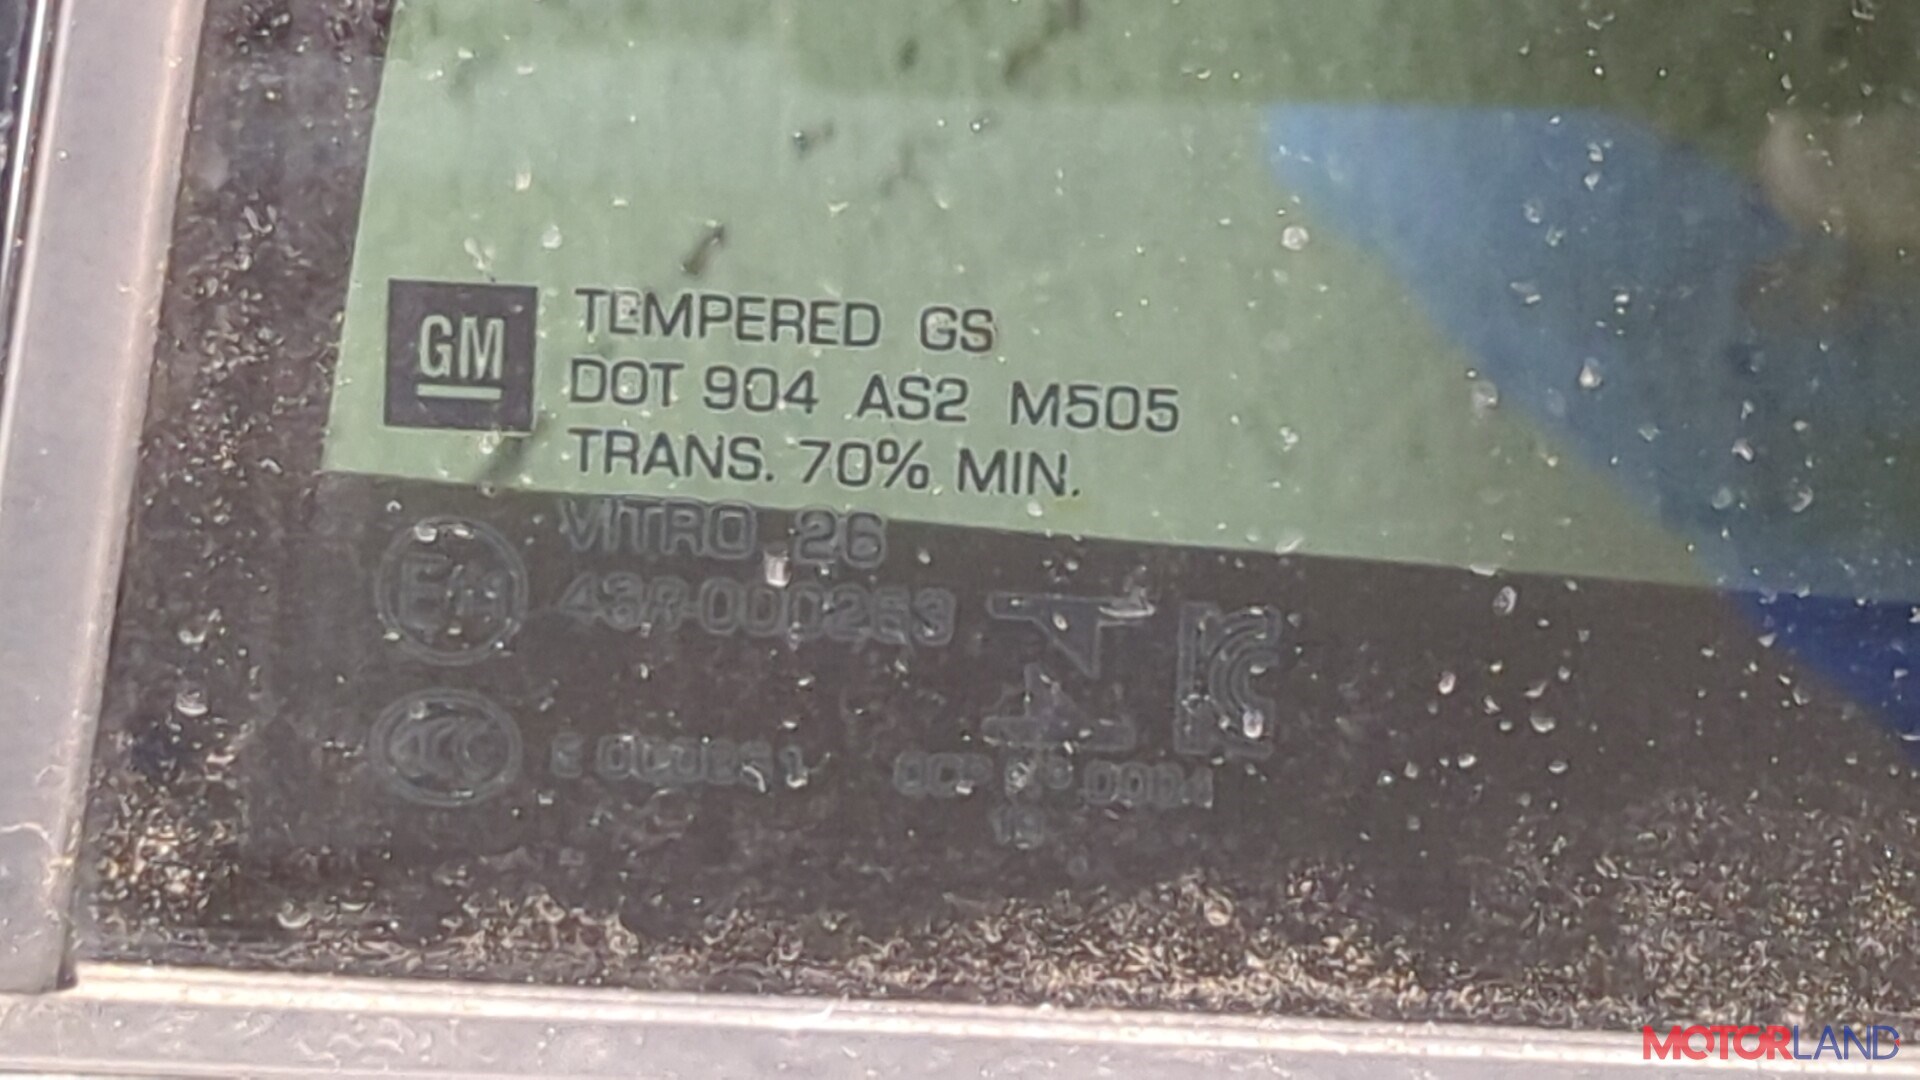 GM
TEMPERED GS
DOT 904 AS2 M505
TRANS. 70% MIN.
VITRO 26
43R-000253
MOTORLAND